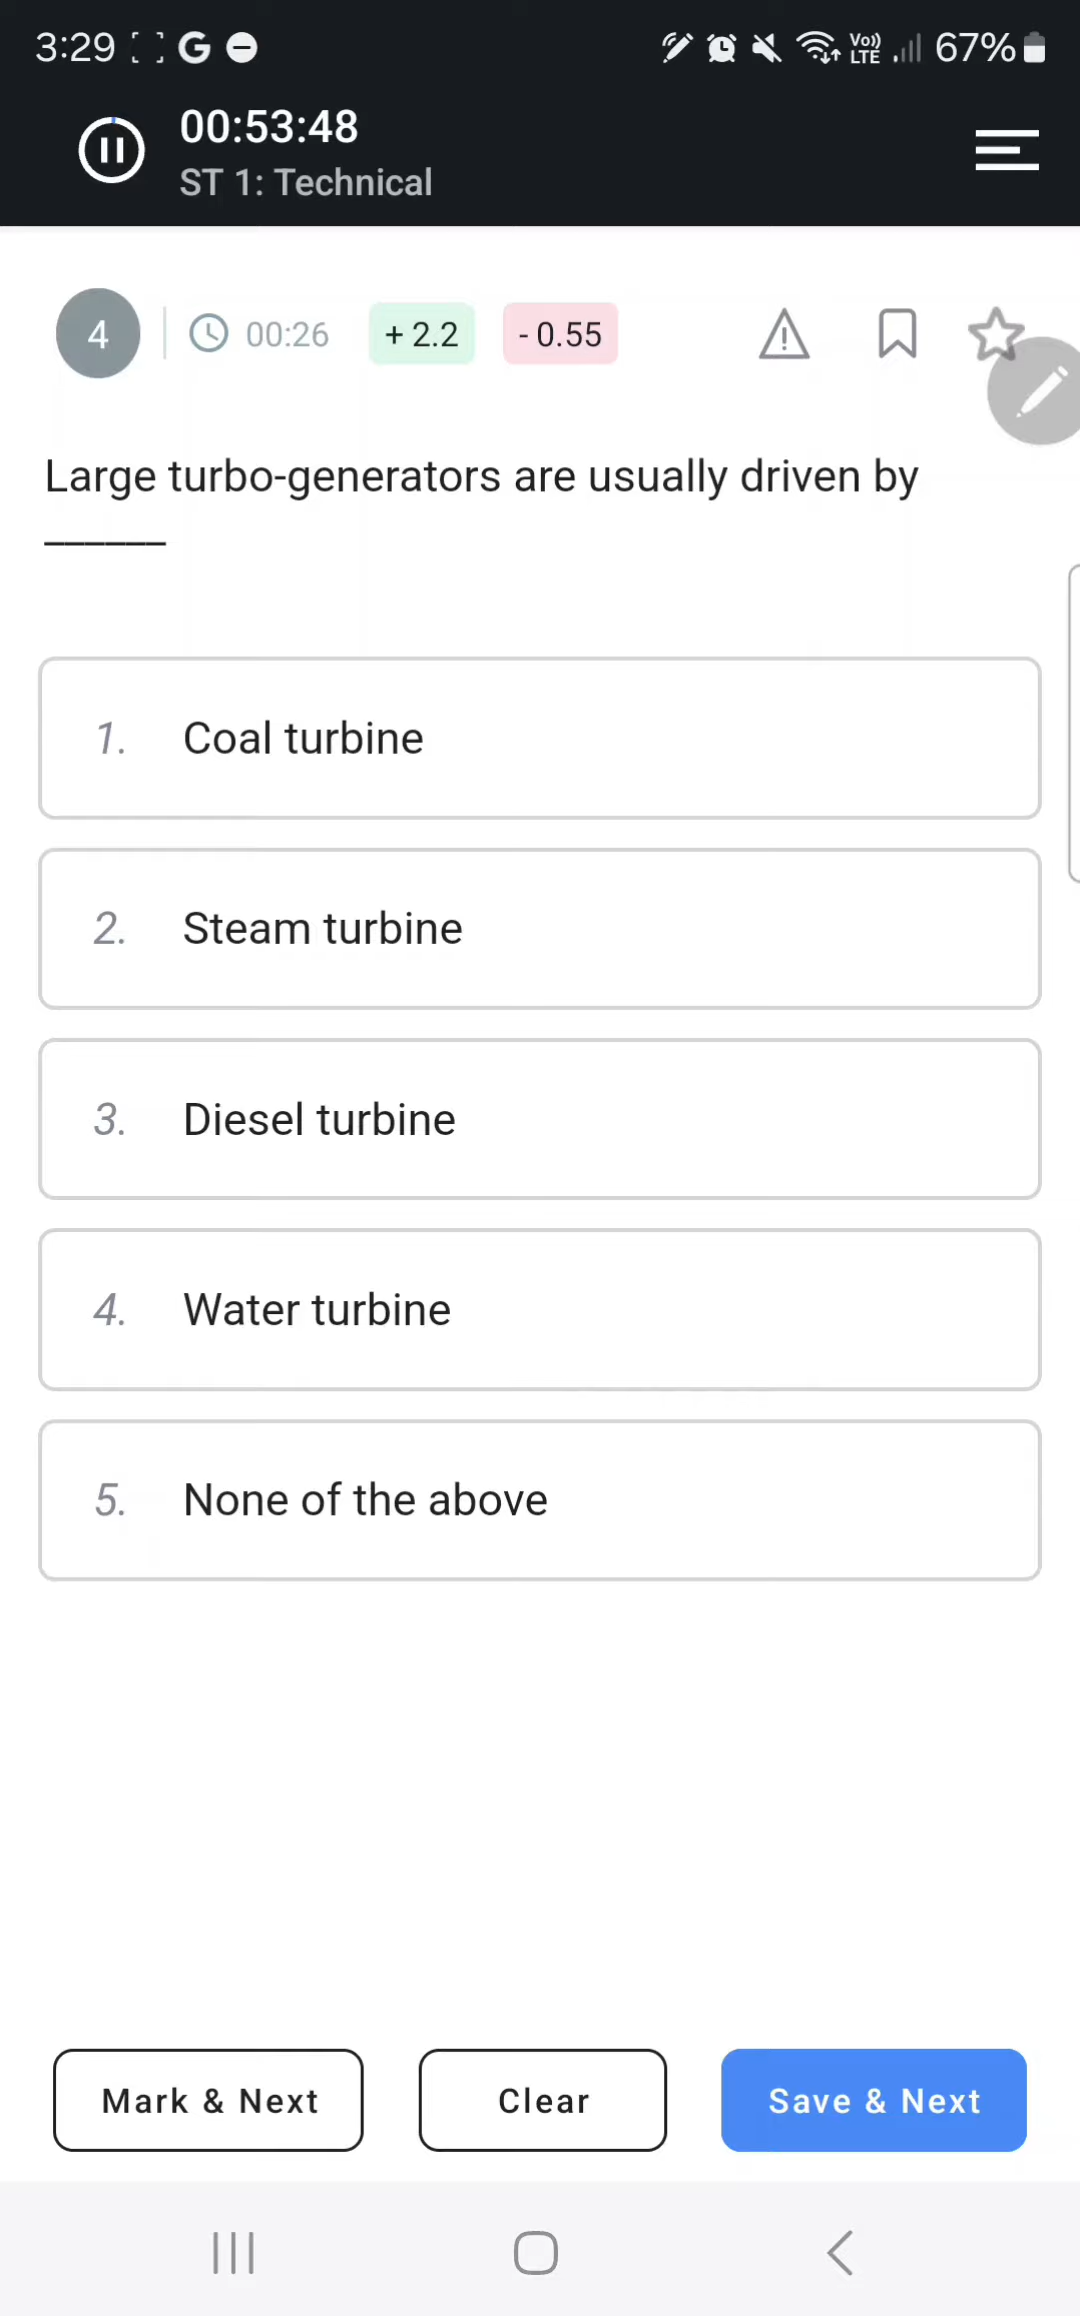 3:29 G Vo)) LTE 67%
00:53:48
ST 1: Technical
4 00:26 + 2.2 - 0.55
Large turbo-generators are usually driven by
______
1. Coal turbine
2. Steam turbine
3. Diesel turbine
4. Water turbine
5. None of the above
Mark & Next Clear Save & Next